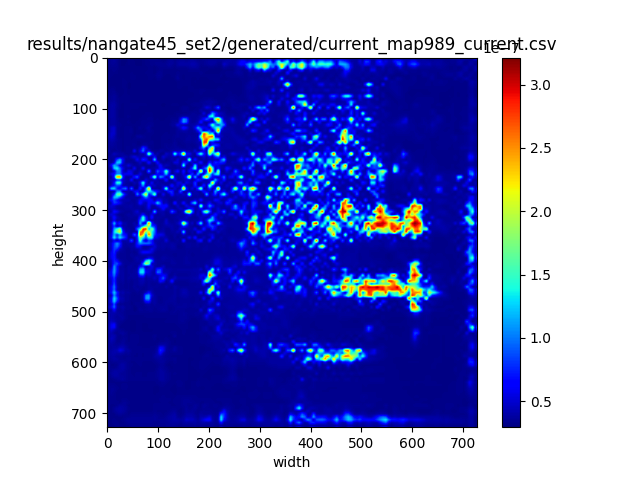 results/nangate45_set2/generated/current_map989_current.csv
1e−7
0
100
200
300
400
500
600
700
height
0 100 200 300 400 500 600 700
width
3.0
2.5
2.0
1.5
1.0
0.5